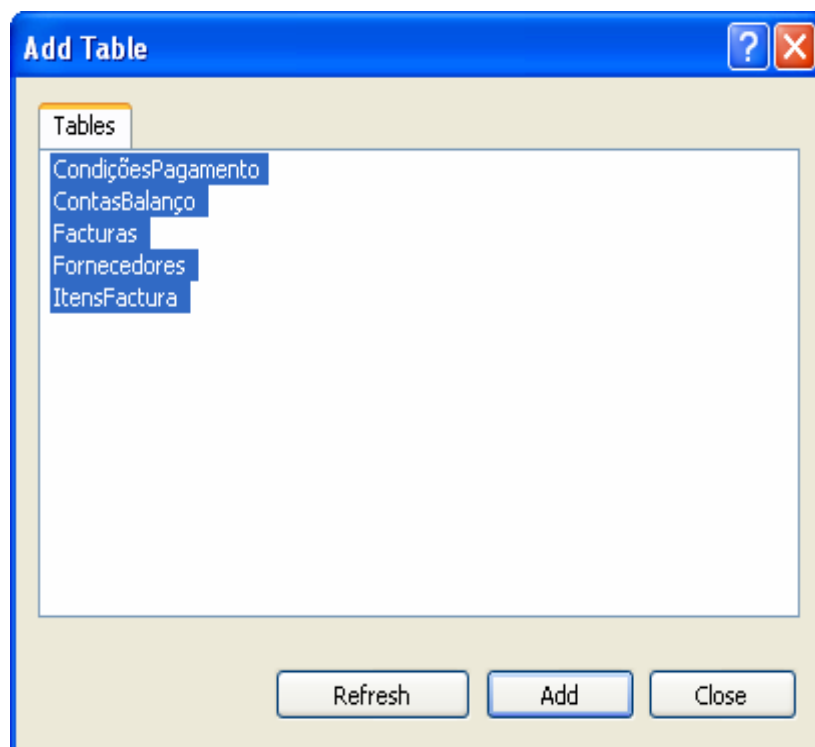 Add Table
Tables
CondiçõesPagamento
ContasBalanço
Facturas
Fornecedores
ItensFactura
Refresh Add Close